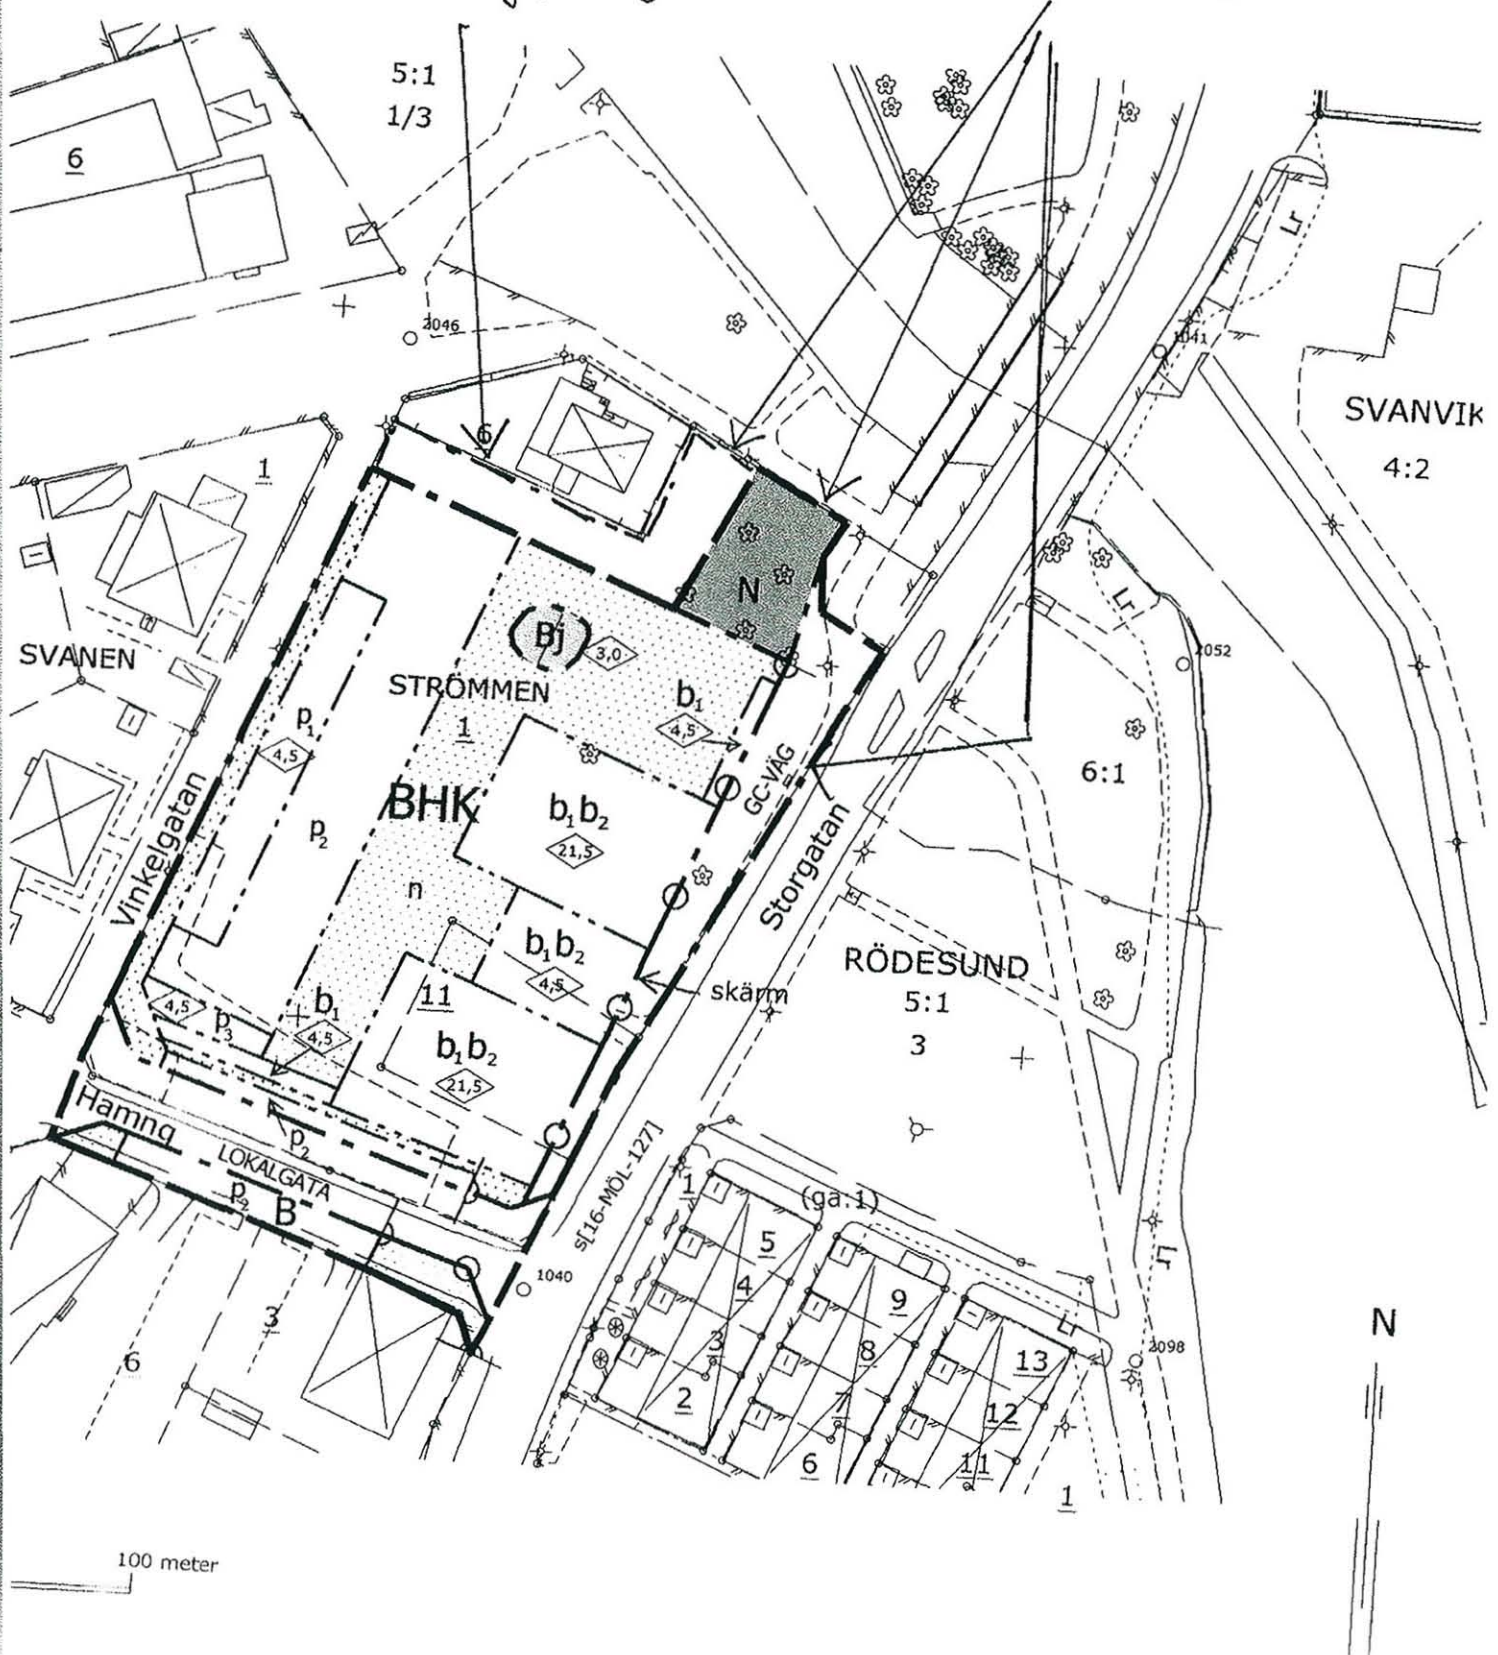 5:1
1/3
6
2046
6
1
1041
SVANVIK
4:2
Lr
Lr
2052
SVANEN
N
Bj
3,0
STRÖMMEN
1
b1
4,5
p1
4,5
GC-VÄG
6:1
BHK
p2
b1b2
21,5
Vinkelgatan
Storgatan
n
b1b2
4,5
RÖDESUND
5:1
3
skärm
11
4,5
p3
b1
4,5
b1b2
21,5
Hamng
p2
LOKALGATA
p2
B
s[16-MÖL-127]
1
(ga:1)
5
4
3
2
9
8
7
6
Lr
Lr
13
12
11
1
2098
1040
3
6
N
100 meter